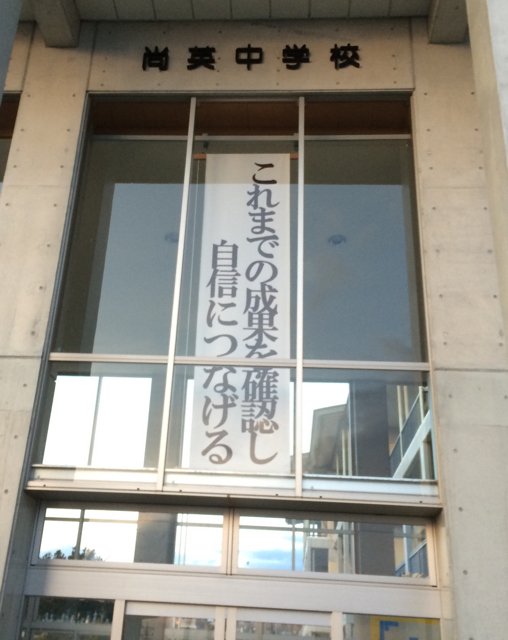 尚英中学校
これまでの成果を確認し
自信につなげる